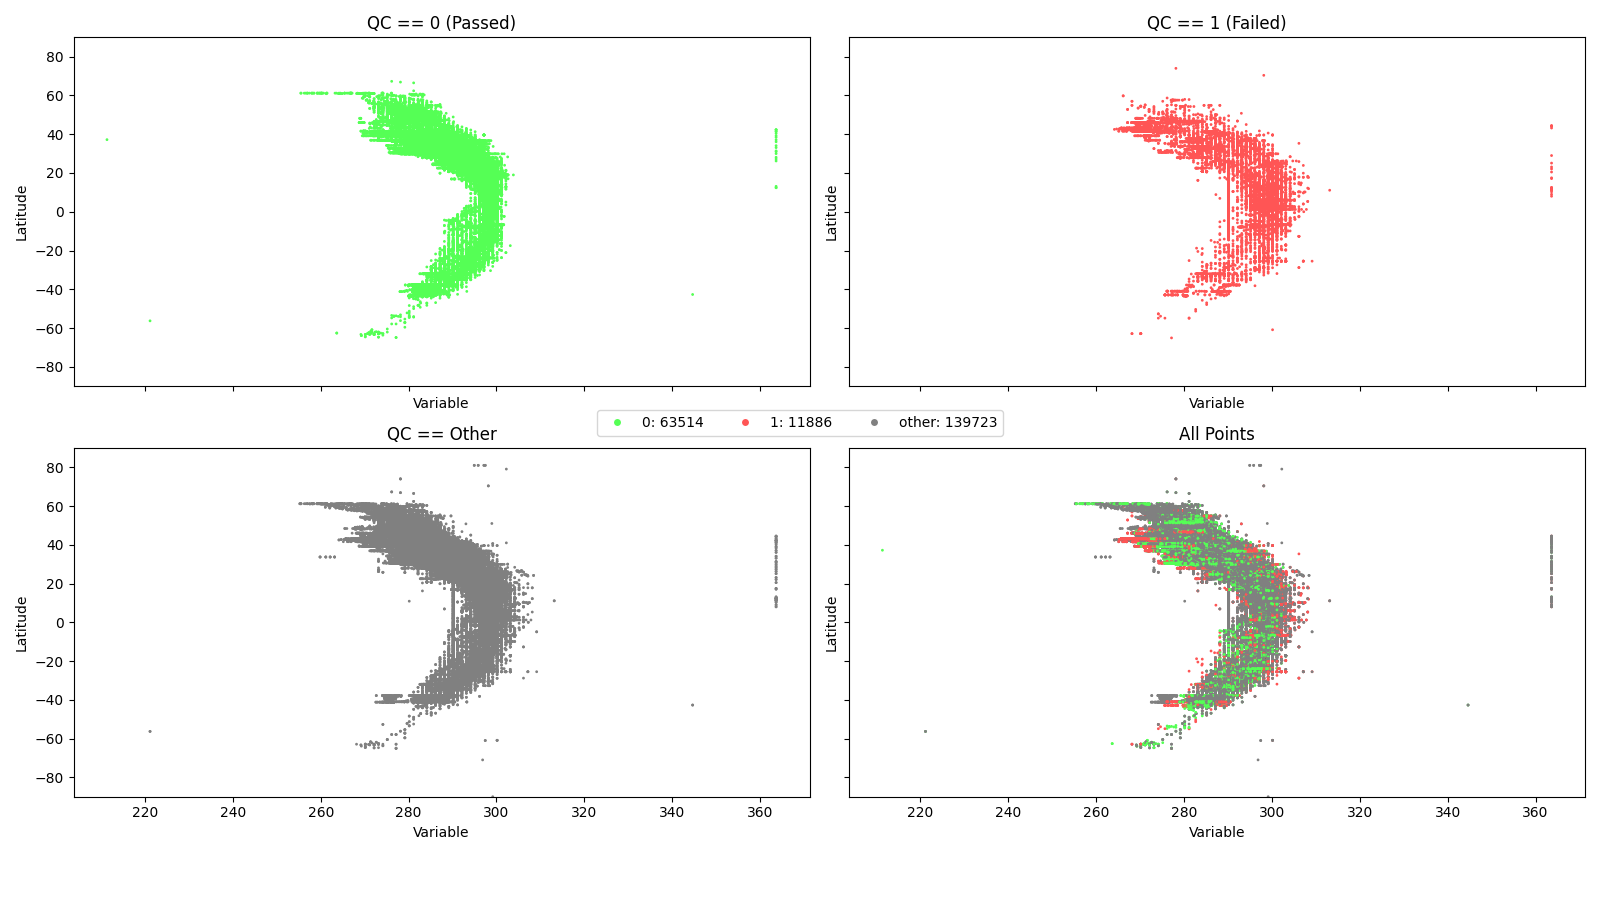 QC == 0 (Passed)
QC == 1 (Failed)
80
60
40
20
0
−20
−40
−60
−80
Latitude
Latitude
Variable
Variable
0: 63514 1: 11886 other: 139723
QC == Other
All Points
80
60
40
20
0
−20
−40
−60
−80
Latitude
Latitude
220 240 260 280 300 320 340 360
220 240 260 280 300 320 340 360
Variable
Variable